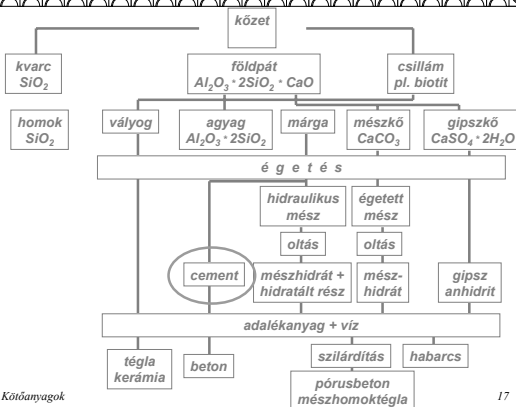 kőzet
kvarc
SiO₂
földpát
Al₂O₃ * 2SiO₂ * CaO
csillám
pl. biotit
homok
SiO₂
vályog
agyag
Al₂O₃ * 2SiO₂
márga
mészkő
CaCO₃
gipszkő
CaSO₄ * 2H₂O
é g e t é s
hidraulikus
mész
égetett
mész
oltás
oltás
cement
mészhidrát +
hidratált rész
mész-
hidrát
gipsz
anhidrit
adalékanyag + víz
tégla
kerámia
beton
szilárdítás
habarcs
pórusbeton
mészhomoktégla
Kötőanyagok
17